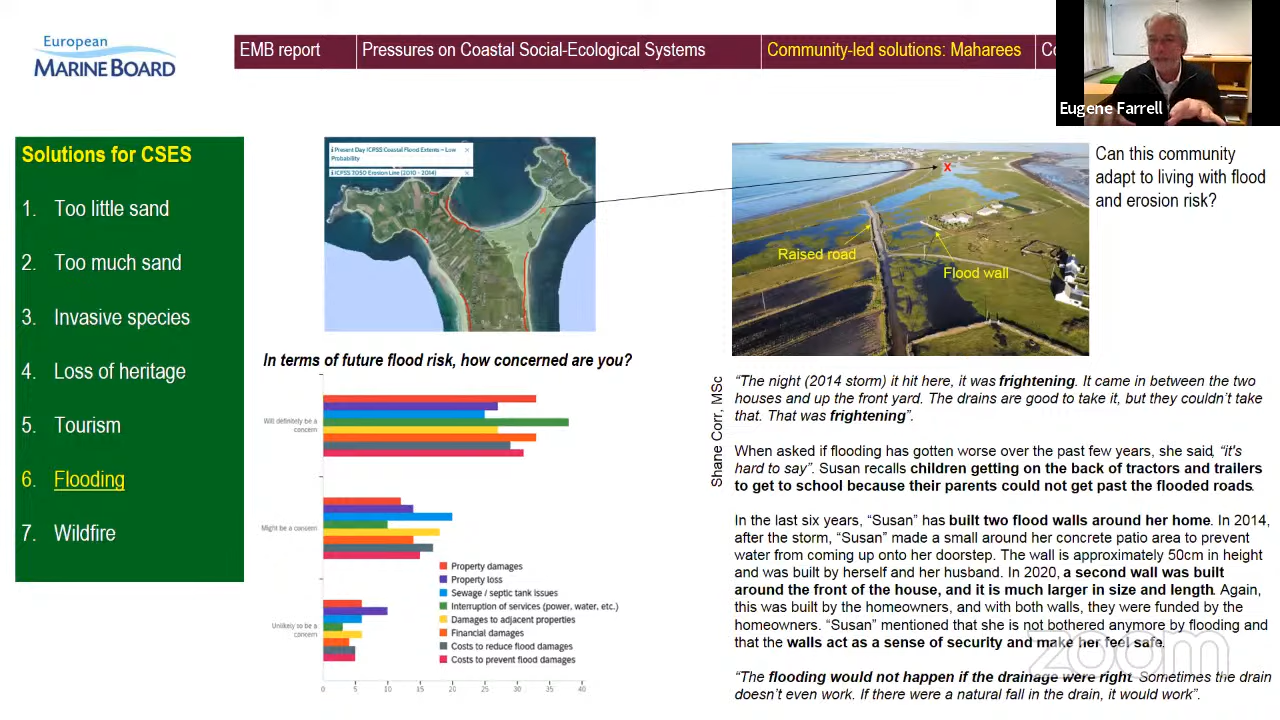 European
MARINE BOARD
EMB report
Pressures on Coastal Social-Ecological Systems
Community-led solutions: Maharees
Co
Eugene Farrell
Solutions for CSES
1. Too little sand
2. Too much sand
3. Invasive species
4. Loss of heritage
5. Tourism
6. Flooding
7. Wildfire
Present Day ICPSS Coastal Flood Extents – Low
Probability
ICPSS 2050 Erosion Line (2010 - 2014)
X
Raised road
Flood wall
Can this community
adapt to living with flood
and erosion risk?
In terms of future flood risk, how concerned are you?
Will definitely be a
concern
Might be a concern
Unlikely to be a
concern
Property damages
Property loss
Sewage / septic tank issues
Interruption of services (power, water, etc.)
Damages to adjacent properties
Financial damages
Costs to reduce flood damages
Costs to prevent flood damages
0 5 10 15 20 25 30 35 40
Shane Corr, MSc
“The night (2014 storm) it hit here, it was frightening. It came in between the two
houses and up the front yard. The drains are good to take it, but they couldn’t take
that. That was frightening”.
When asked if flooding has gotten worse over the past few years, she said, “it's
hard to say”. Susan recalls children getting on the back of tractors and trailers
to get to school because their parents could not get past the flooded roads.
In the last six years, “Susan” has built two flood walls around her home. In 2014,
after the storm, “Susan” made a small around her concrete patio area to prevent
water from coming up onto her doorstep. The wall is approximately 50cm in height
and was built by herself and her husband. In 2020, a second wall was built
around the front of the house, and it is much larger in size and length. Again,
this was built by the homeowners, and with both walls, they were funded by the
homeowners. “Susan” mentioned that she is not bothered anymore by flooding and
that the walls act as a sense of security and make her feel safe.
“The flooding would not happen if the drainage were right. Sometimes the drain
doesn’t even work. If there were a natural fall in the drain, it would work”.
zoom